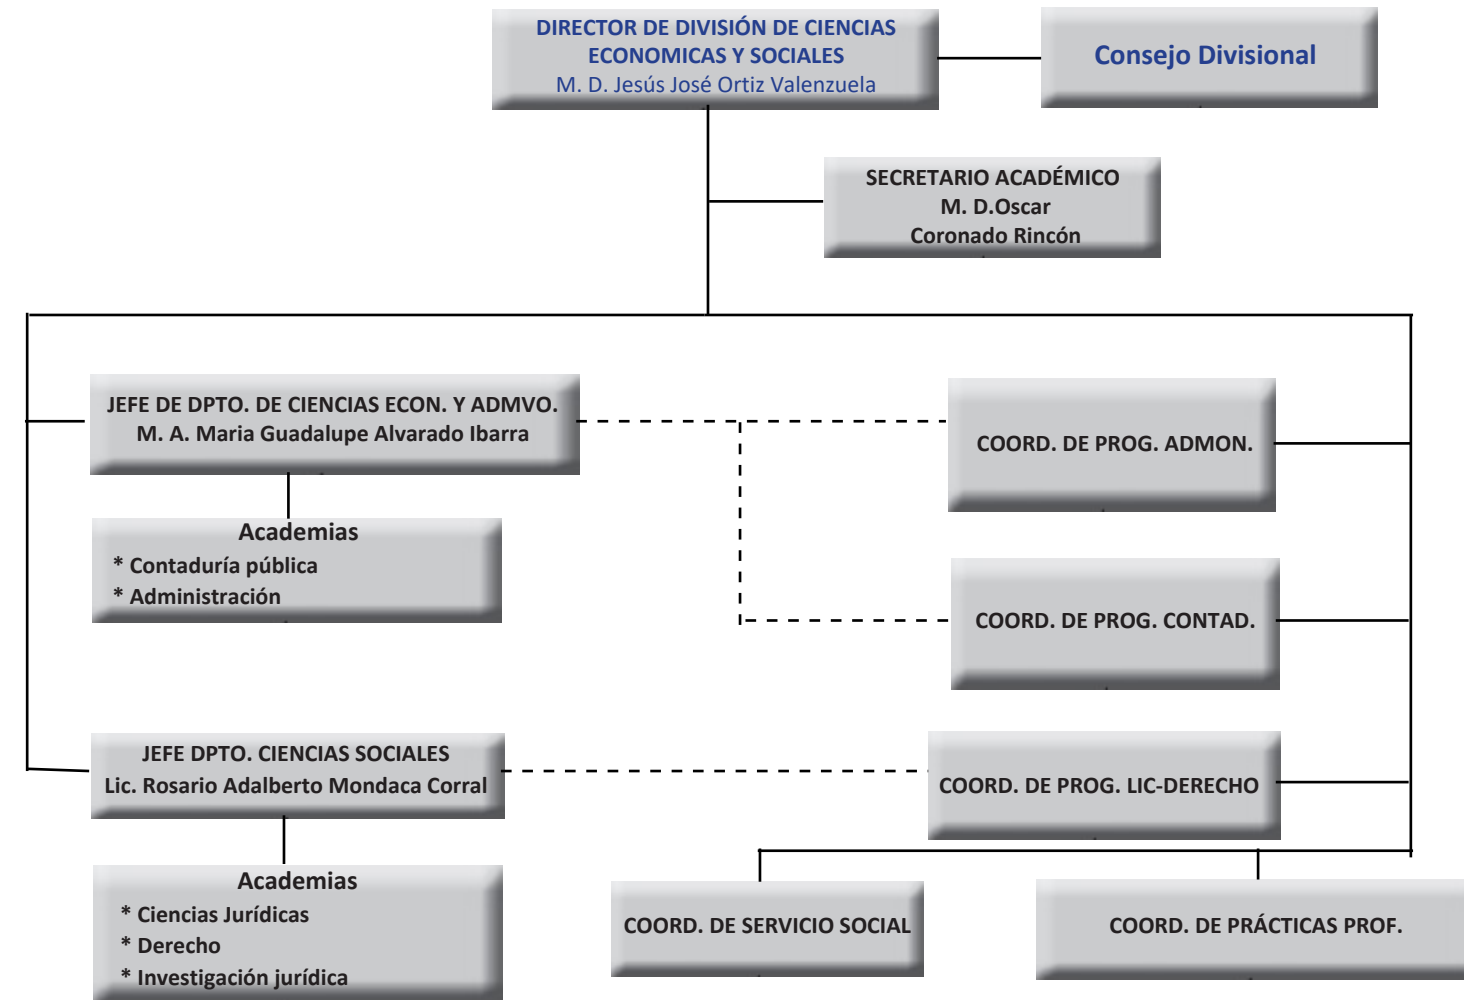 DIRECTOR DE DIVISIÓN DE CIENCIAS
ECONOMICAS Y SOCIALES
M. D. Jesús José Ortiz Valenzuela
Consejo Divisional
SECRETARIO ACADÉMICO
M. D.Oscar
Coronado Rincón
JEFE DE DPTO. DE CIENCIAS ECON. Y ADMVO.
M. A. Maria Guadalupe Alvarado Ibarra
COORD. DE PROG. ADMON.
Academias
* Contaduría pública
* Administración
COORD. DE PROG. CONTAD.
JEFE DPTO. CIENCIAS SOCIALES
Lic. Rosario Adalberto Mondaca Corral
COORD. DE PROG. LIC-DERECHO
Academias
* Ciencias Jurídicas
* Derecho
* Investigación jurídica
COORD. DE SERVICIO SOCIAL
COORD. DE PRÁCTICAS PROF.